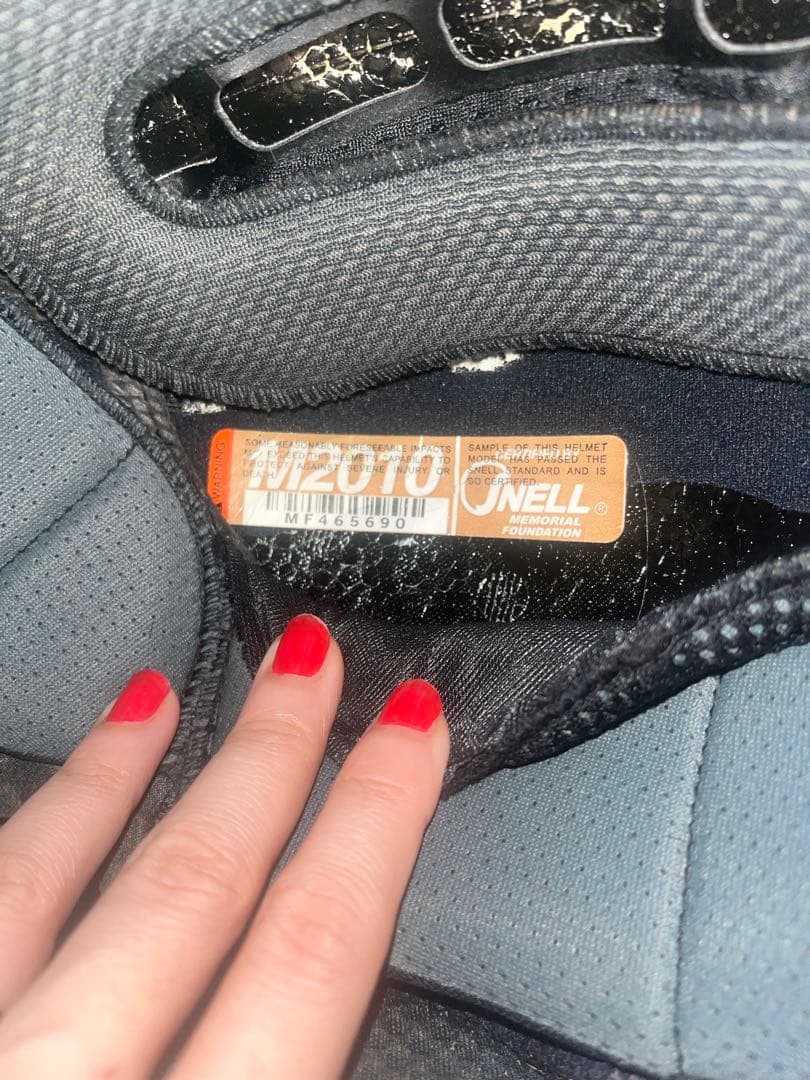 WARNING
SOME REASONABLY FORESEEABLE IMPACTS
MAY EXCEED THIS HELMET'S CAPABILITY TO
PROTECT AGAINST SEVERE INJURY OR
DEATH.
M2010
MF465690
SAMPLE OF THIS HELMET
MODEL HAS PASSED THE
SNELL STANDARD AND IS
SO CERTIFIED.
SNELL®
MEMORIAL
FOUNDATION